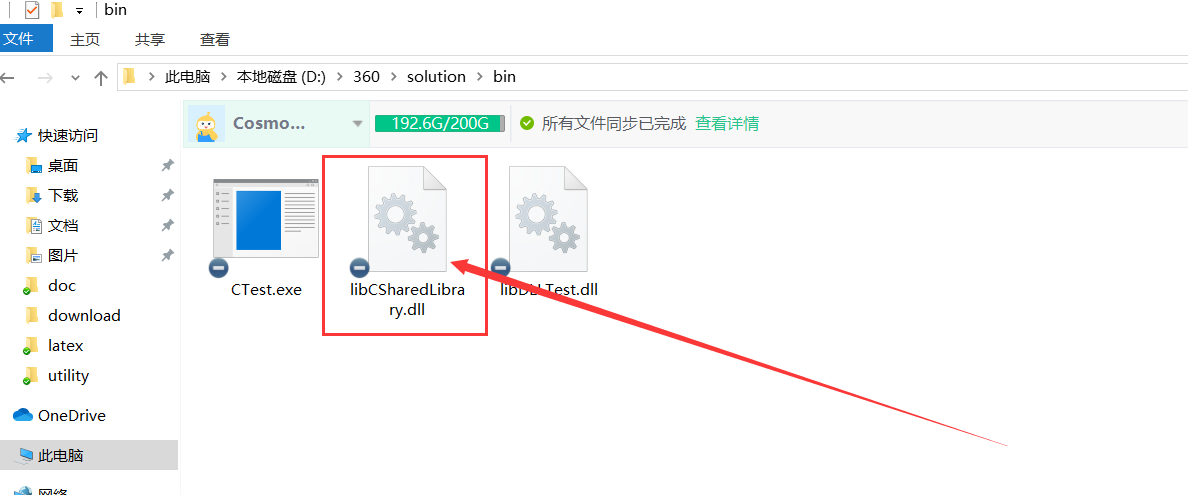 bin
文件 主页 共享 查看
此电脑 本地磁盘 (D:) 360 solution bin
Cosmo... 192.6G/200G 所有文件同步已完成 查看详情
快速访问
桌面
下载
文档
图片
doc
download
latex
utility
OneDrive
此电脑
网络
CTest.exe
libCSharedLibra
ry.dll
libDLLTest.dll